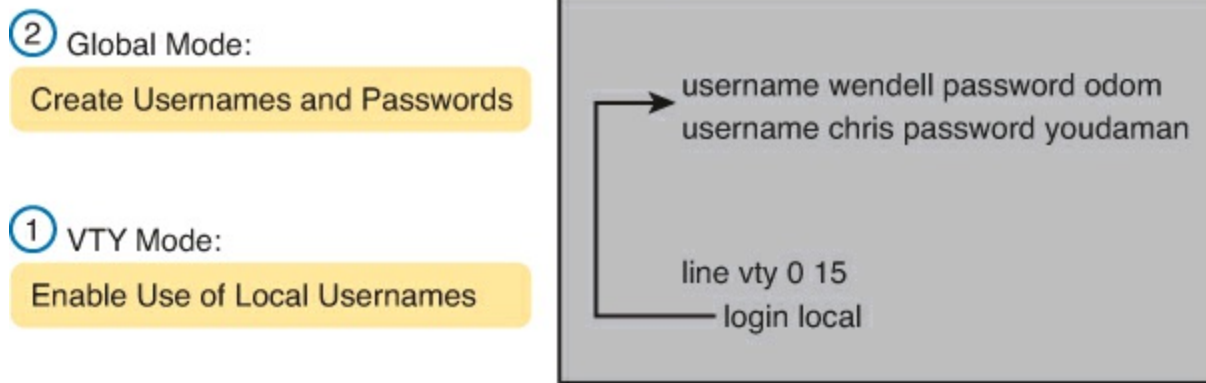 2 Global Mode:
Create Usernames and Passwords
1 VTY Mode:
Enable Use of Local Usernames
username wendell password odom
username chris password youdaman
line vty 0 15
login local